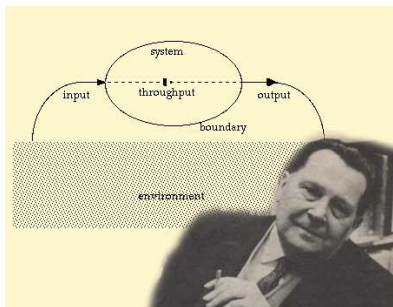 system
input
throughput
output
boundary
environment